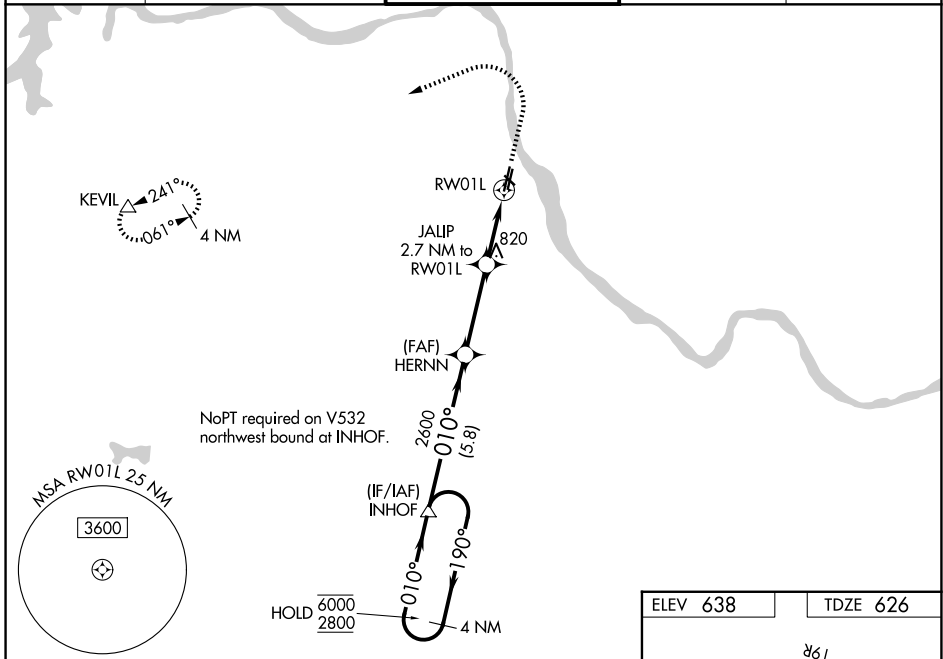 RW01L
KEVIL
241°
061°
4 NM
JALIP
2.7 NM to
RW01L
820
(FAF)
HERNN
NoPT required on V532
northwest bound at INHOF.
2600
010°
(5.8)
MSA RW01L 25 NM
3600
(IF/IAF)
INHOF
010°
190°
HOLD 6000
2800
4 NM
ELEV 638
TDZE 626
19R